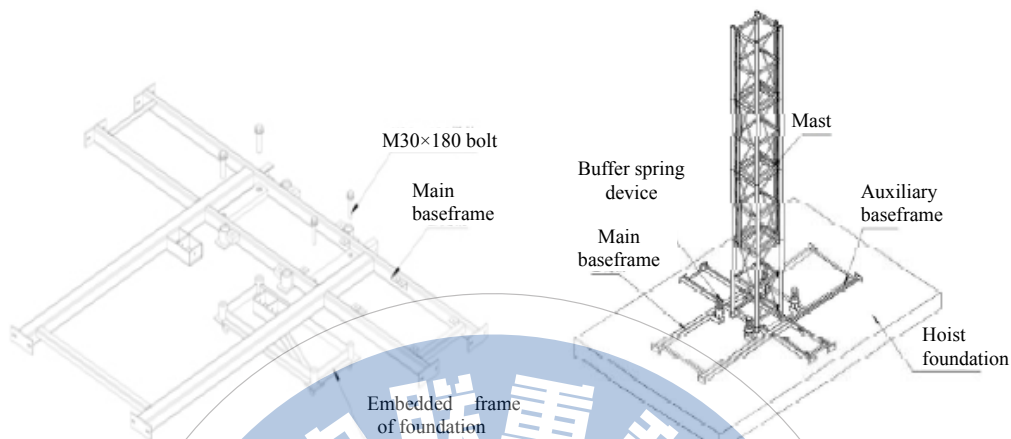 M30×180 bolt
Main
baseframe
Embedded frame
of foundation
Mast
Buffer spring
device
Auxiliary
baseframe
Main
baseframe
Hoist
foundation